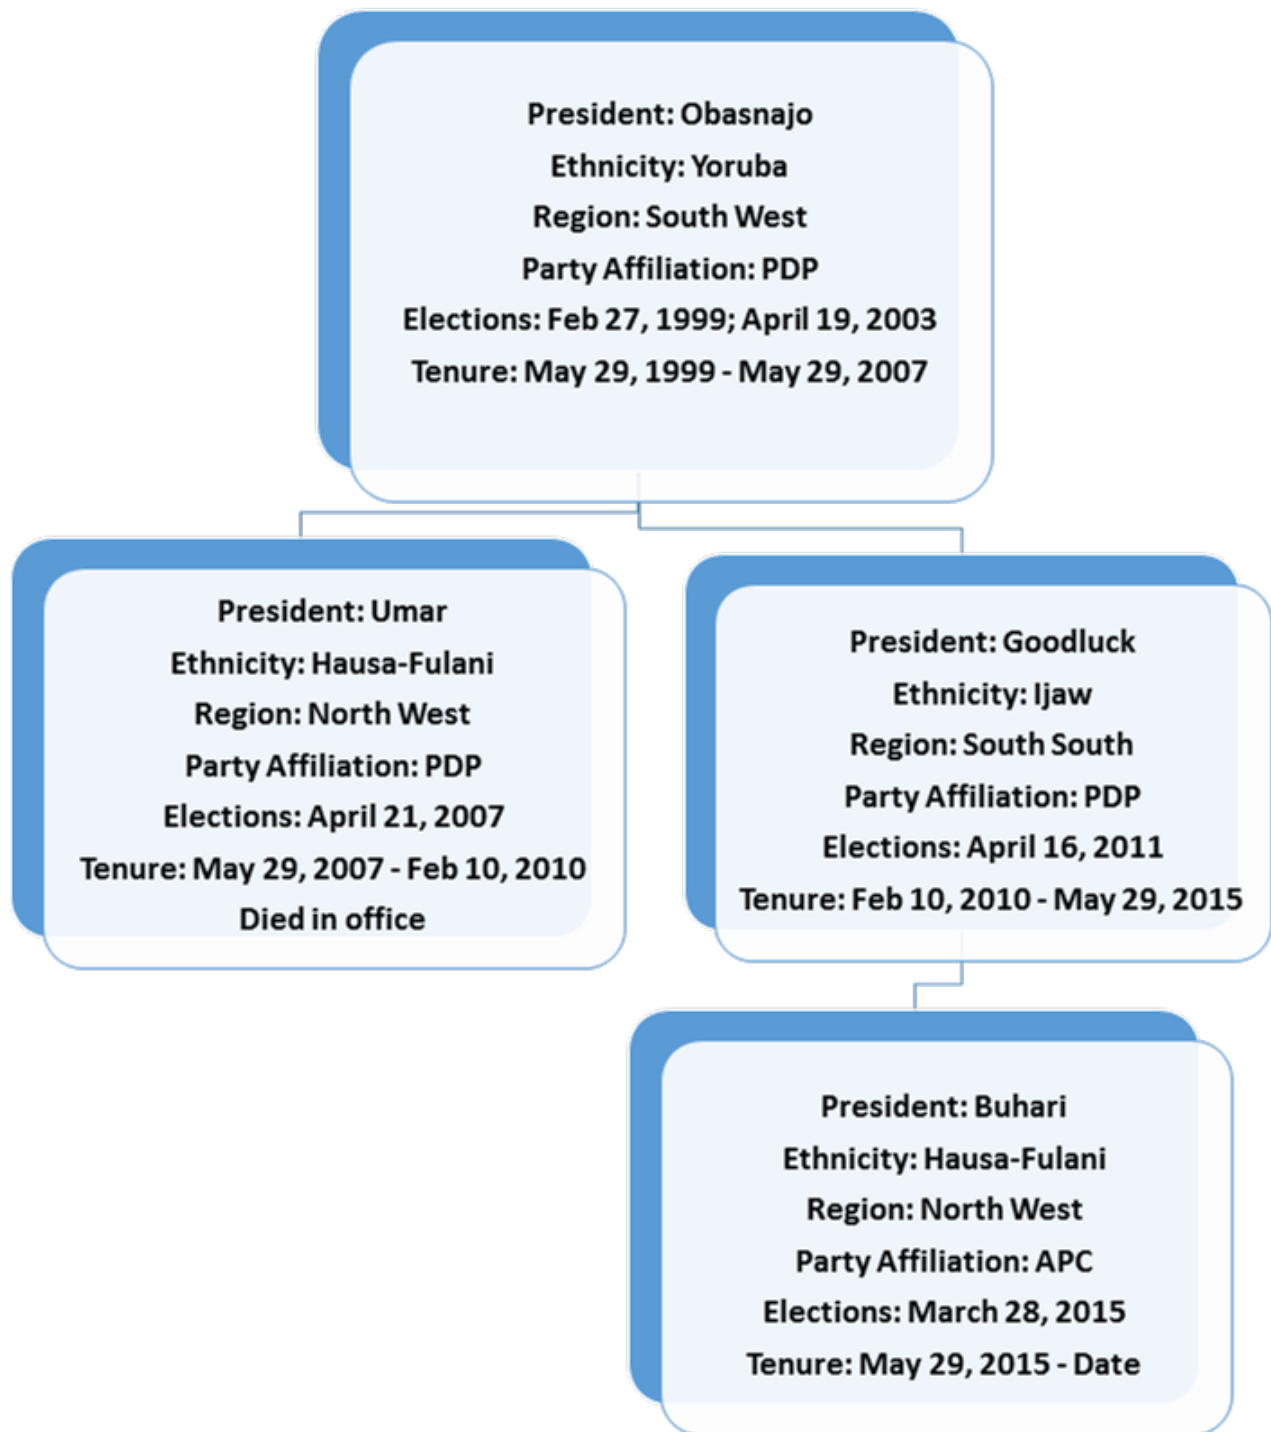 President: Obasnajo
Ethnicity: Yoruba
Region: South West
Party Affiliation: PDP
Elections: Feb 27, 1999; April 19, 2003
Tenure: May 29, 1999 - May 29, 2007
President: Umar
Ethnicity: Hausa-Fulani
Region: North West
Party Affiliation: PDP
Elections: April 21, 2007
Tenure: May 29, 2007 - Feb 10, 2010
Died in office
President: Goodluck
Ethnicity: Ijaw
Region: South South
Party Affiliation: PDP
Elections: April 16, 2011
Tenure: Feb 10, 2010 - May 29, 2015
President: Buhari
Ethnicity: Hausa-Fulani
Region: North West
Party Affiliation: APC
Elections: March 28, 2015
Tenure: May 29, 2015 - Date